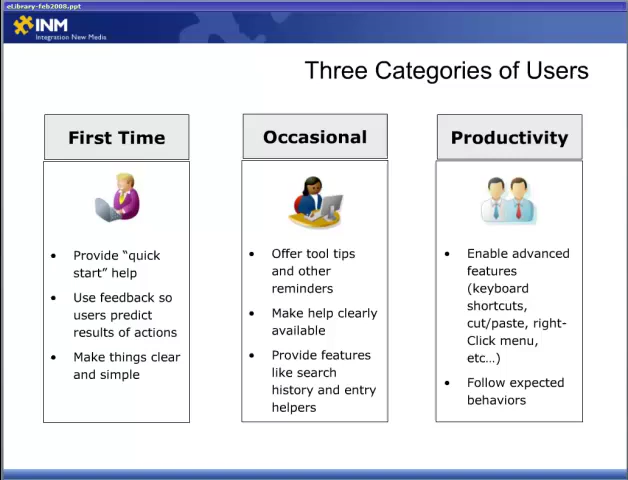 eLibrary-feb2008.ppt
INM
Integration New Media
Three Categories of Users
First Time
• Provide “quick
start” help
• Use feedback so
users predict
results of actions
• Make things clear
and simple
Occasional
• Offer tool tips
and other
reminders
• Make help clearly
available
• Provide features
like search
history and entry
helpers
Productivity
• Enable advanced
features
(keyboard
shortcuts,
cut/paste, right-
Click menu,
etc…)
• Follow expected
behaviors